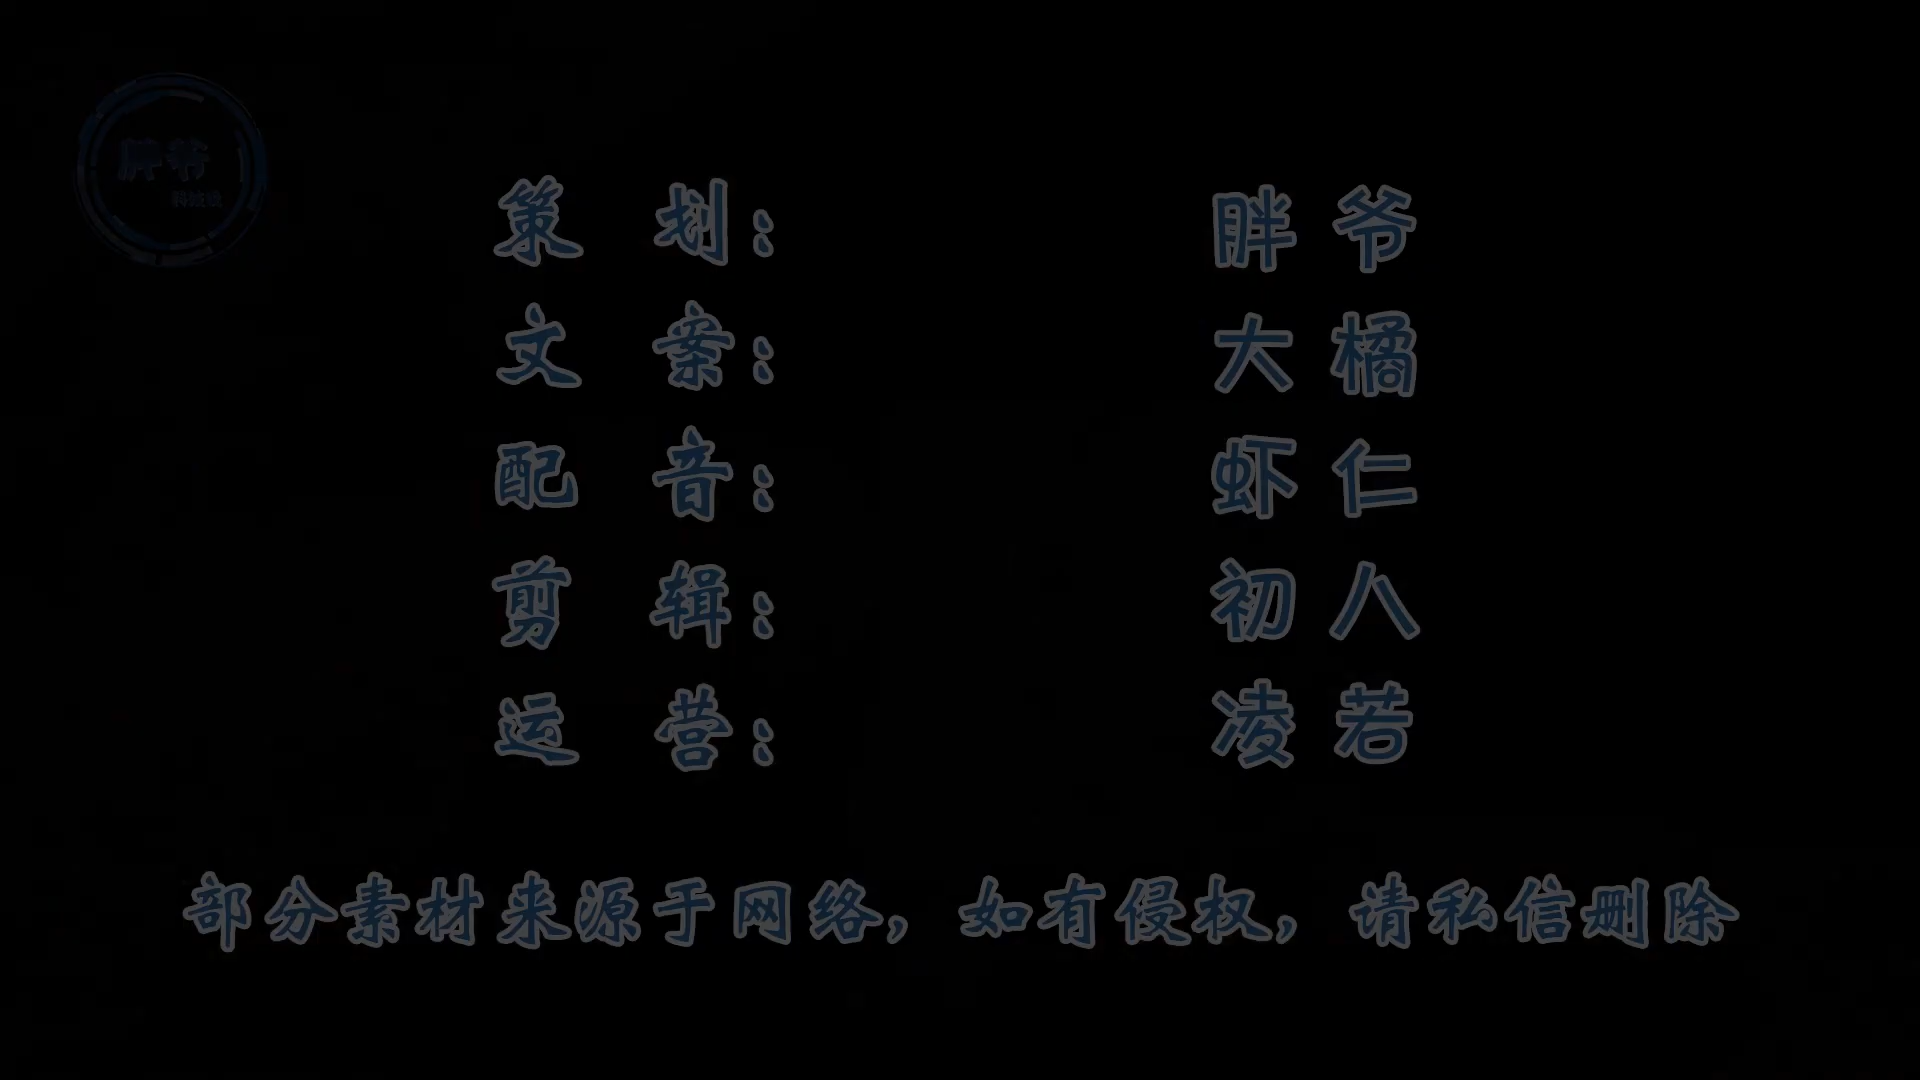 胖爷
策 划： 胖 爷
文 案： 大 橘
配 音： 虾 仁
剪 辑： 初 八
运 营： 凌 若
部分素材来源于网络，如有侵权，请私信删除